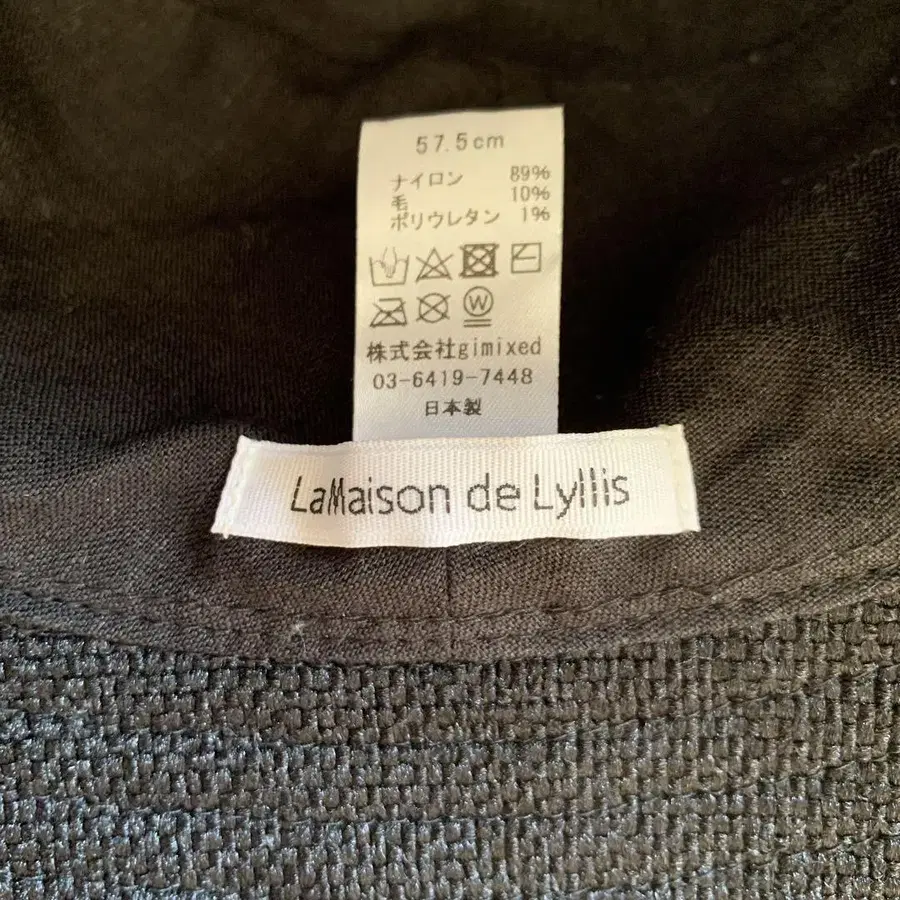 57.5cm
ナイロン 89%
毛 10%
ポリウレタン 1%
W
株式会社gimixed
03-6419-7448
日本製
LaMaison de Lyllis